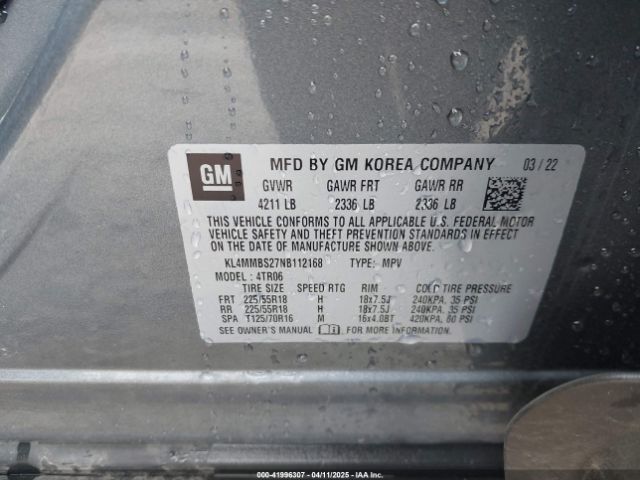 GM
MFD BY GM KOREA COMPANY 03 / 22
GVWR GAWR FRT GAWR RR
4211 LB 2336 LB 2336 LB
THIS VEHICLE CONFORMS TO ALL APPLICABLE U.S. FEDERAL MOTOR
VEHICLE SAFETY AND THEFT PREVENTION STANDARDS IN EFFECT
ON THE DATE OF MANUFACTURE SHOWN ABOVE.
KL4MMBS27NB112168 TYPE: MPV
MODEL : 4TR06
TIRE SIZE SPEED RTG RIM COLD TIRE PRESSURE
FRT 225/55R18 H 18x7.5J 240KPA, 35 PSI
RR 225/55R18 H 18x7.5J 240KPA, 35 PSI
SPA T125/70R16 M 16x4.0BT 420KPA, 60 PSI
SEE OWNER'S MANUAL FOR MORE INFORMATION.
000-41996307 - 04/11/2025 - IAA Inc.